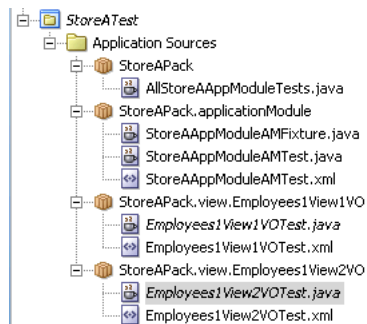 StoreATest
Application Sources
StoreAPack
AllStoreAAppModuleTests.java
StoreAPack.applicationModule
StoreAAppModuleAMFixture.java
StoreAAppModuleAMTest.java
StoreAAppModuleAMTest.xml
StoreAPack.view.Employees1View1VO
Employees1View1VOTest.java
Employees1View1VOTest.xml
StoreAPack.view.Employees1View2VO
Employees1View2VOTest.java
Employees1View2VOTest.xml